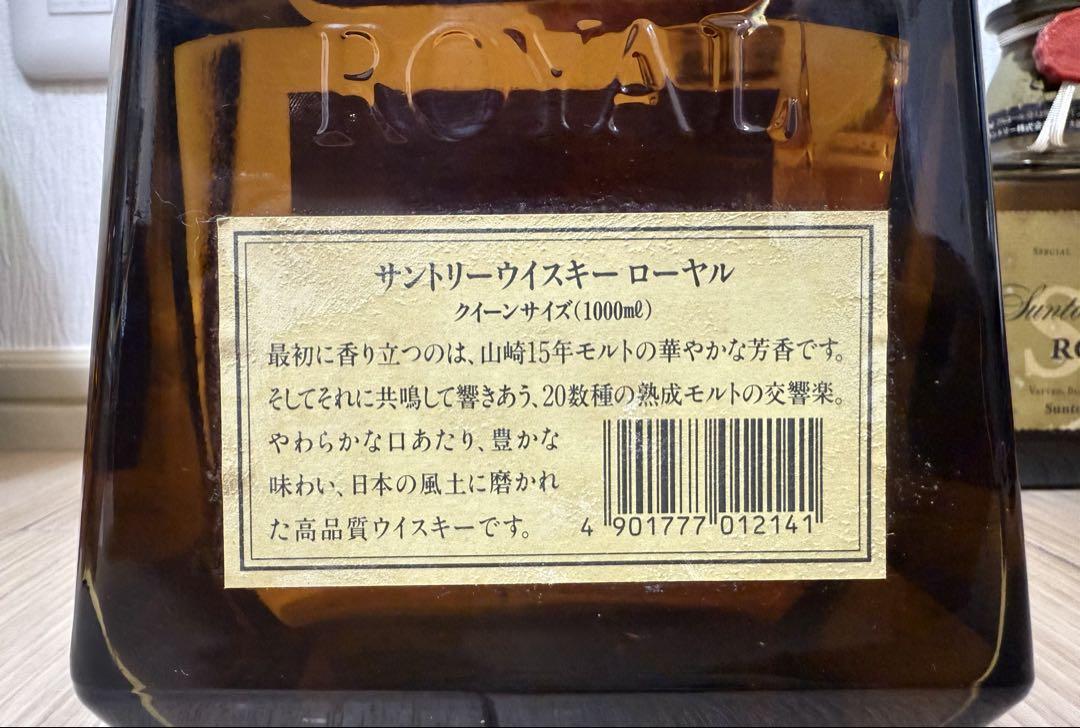 ROYAL
サントリーウイスキー ローヤル
クイーンサイズ(1000㎖)
最初に香り立つのは、山崎15年モルトの華やかな芳香です。
そしてそれに共鳴して響きあう、20数種の熟成モルトの交響楽。
やわらかな口あたり、豊かな
味わい、日本の風土に磨かれ
た高品質ウイスキーです。
4 901777 012141
SPECIAL